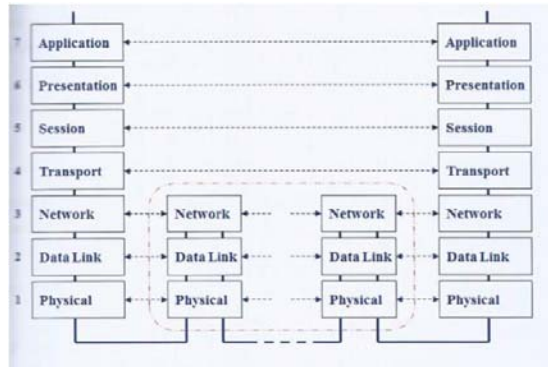 7 Application Application
6 Presentation Presentation
5 Session Session
4 Transport Transport
3 Network Network Network Network
2 Data Link Data Link Data Link Data Link
1 Physical Physical Physical Physical